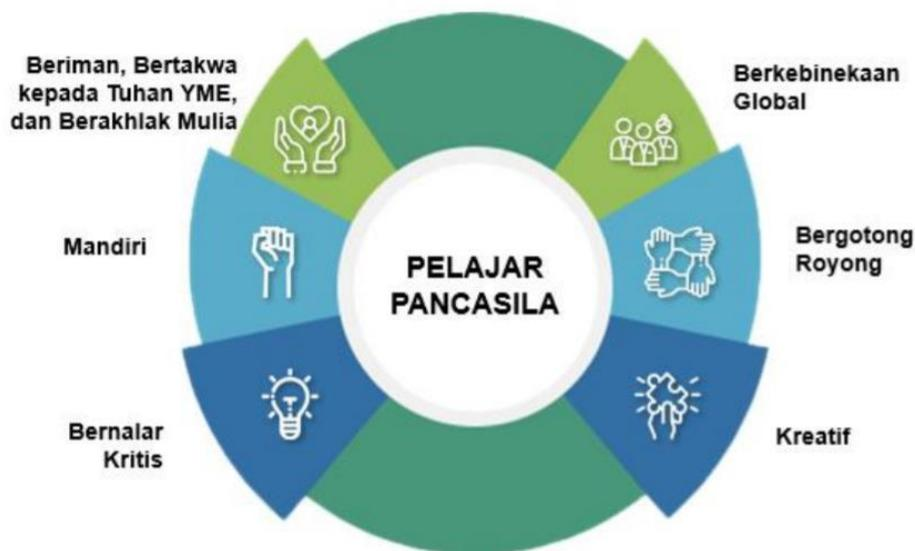 Beriman, Bertakwa
kepada Tuhan YME,
dan Berakhlak Mulia
Berkebinekaan
Global
Mandiri
Bergotong
Royong
PELAJAR
PANCASILA
Bernalar
Kritis
Kreatif